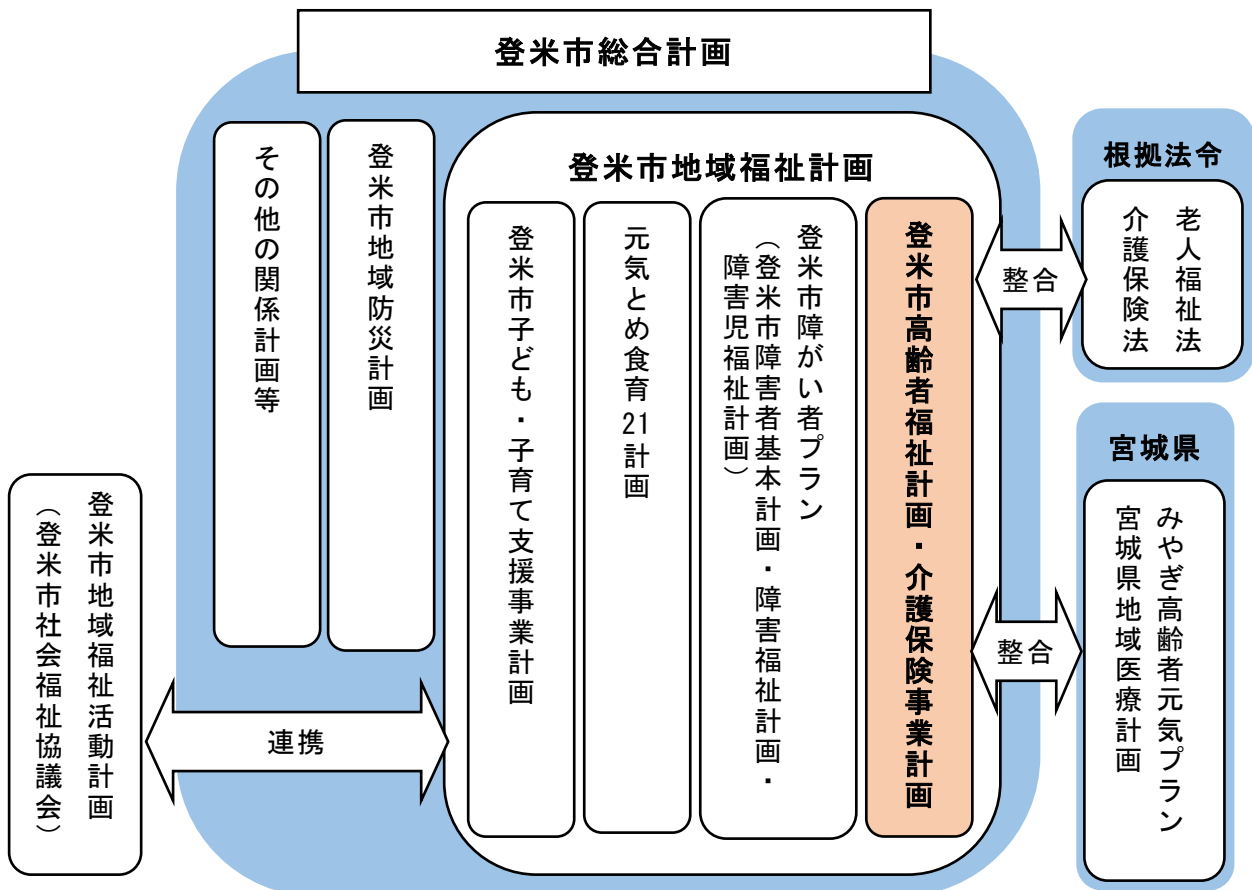 登米市総合計画
登米市地域福祉計画
登米市高齢者福祉計画・介護保険事業計画
登米市障がい者プラン
（登米市障害者基本計画・障害福祉計画・
障害児福祉計画）
元気とめ食育21計画
登米市子ども・子育て支援事業計画
登米市地域防災計画
その他の関係計画等
連携
登米市地域福祉活動計画
（登米市社会福祉協議会）
整合
根拠法令
老人福祉法
介護保険法
整合
宮城県
みやぎ高齢者元気プラン
宮城県地域医療計画